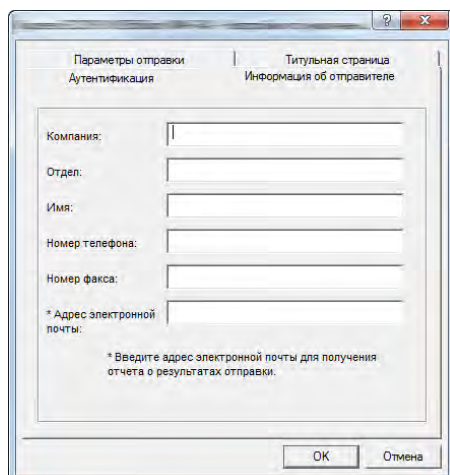 Параметры отправки
Титульная страница
Аутентификация
Информация об отправителе
Компания:
Отдел:
Имя:
Номер телефона:
Номер факса:
* Адрес электронной
почты:
* Введите адрес электронной почты для получения
отчета о результатах отправки.
OK
Отмена